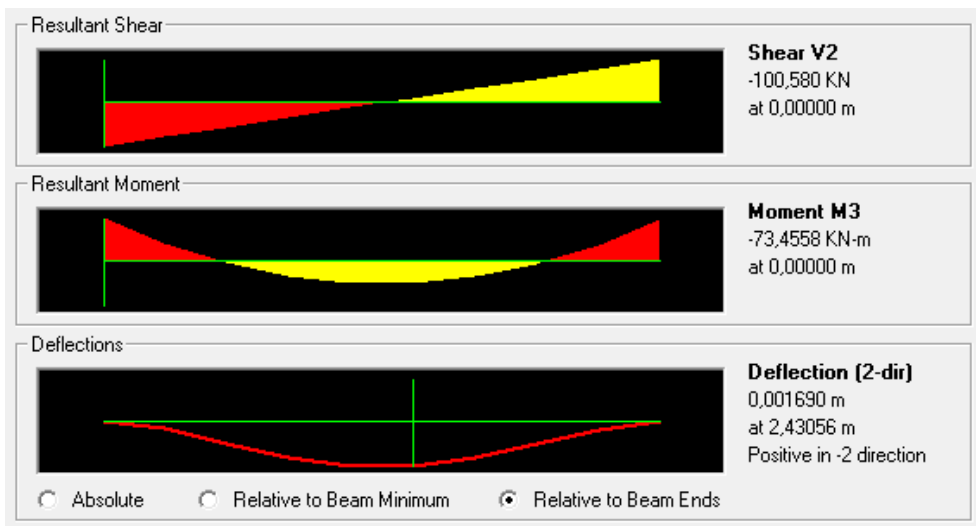 Resultant Shear
Shear V2
-100,580 KN
at 0,00000 m
Resultant Moment
Moment M3
-73,4558 KN-m
at 0,00000 m
Deflections
Deflection (2-dir)
0,001690 m
at 2,43056 m
Positive in -2 direction
Absolute Relative to Beam Minimum Relative to Beam Ends